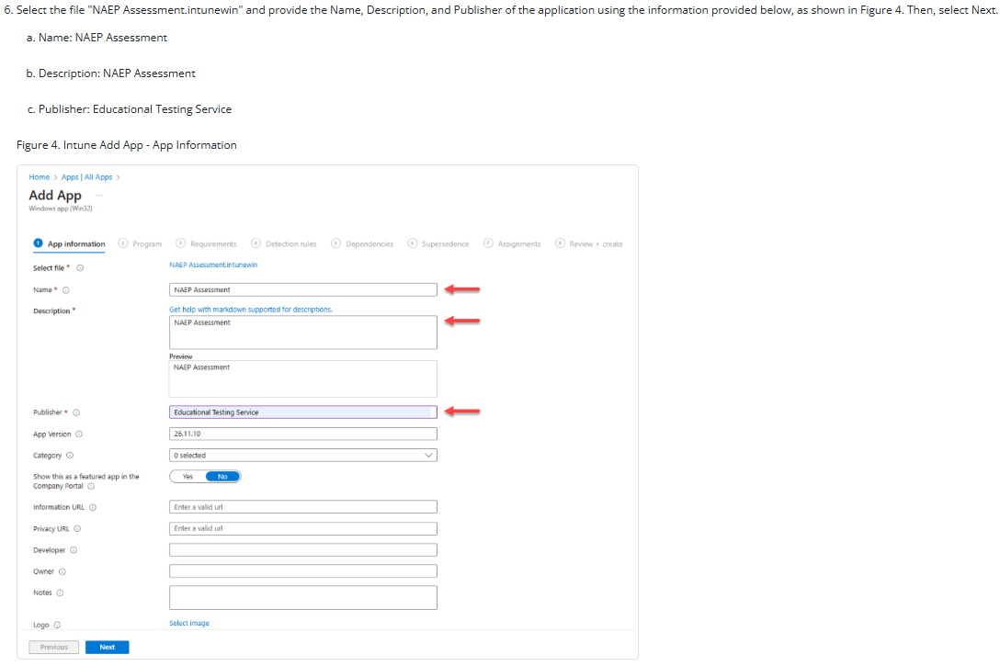 6. Select the file "NAEP Assessment.intunewin" and provide the Name, Description, and Publisher of the application using the information provided below, as shown in Figure 4. Then, select Next.
a. Name: NAEP Assessment
b. Description: NAEP Assessment
c. Publisher: Educational Testing Service
Figure 4. Intune Add App - App Information
Home > Apps | All Apps >
Add App ...
Windows app (Win32)
1 App information 2 Program 3 Requirements 4 Detection rules 5 Dependencies 6 Supersedence 7 Assignments 8 Review + create
Select file * NAEP Assessment.intunewin
Name * NAEP Assessment
Description * Get help with markdown supported for descriptions.
NAEP Assessment
Preview
NAEP Assessment
Publisher * Educational Testing Service
App Version 26.11.10
Category 0 selected
Show this as a featured app in the Yes No
Company Portal
Information URL Enter a valid url
Privacy URL Enter a valid url
Developer
Owner
Notes
Logo Select image
Previous Next